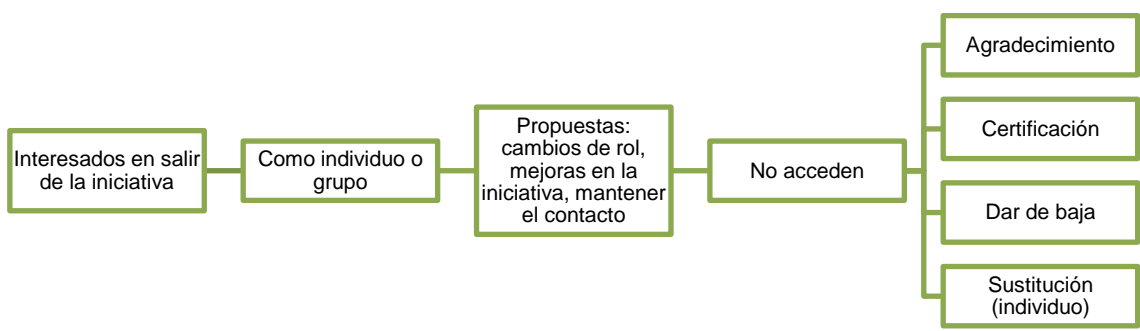 Interesados en salir
de la iniciativa
Como individuo o
grupo
Propuestas:
cambios de rol,
mejoras en la
iniciativa, mantener
el contacto
No acceden
Agradecimiento
Certificación
Dar de baja
Sustitución
(individuo)